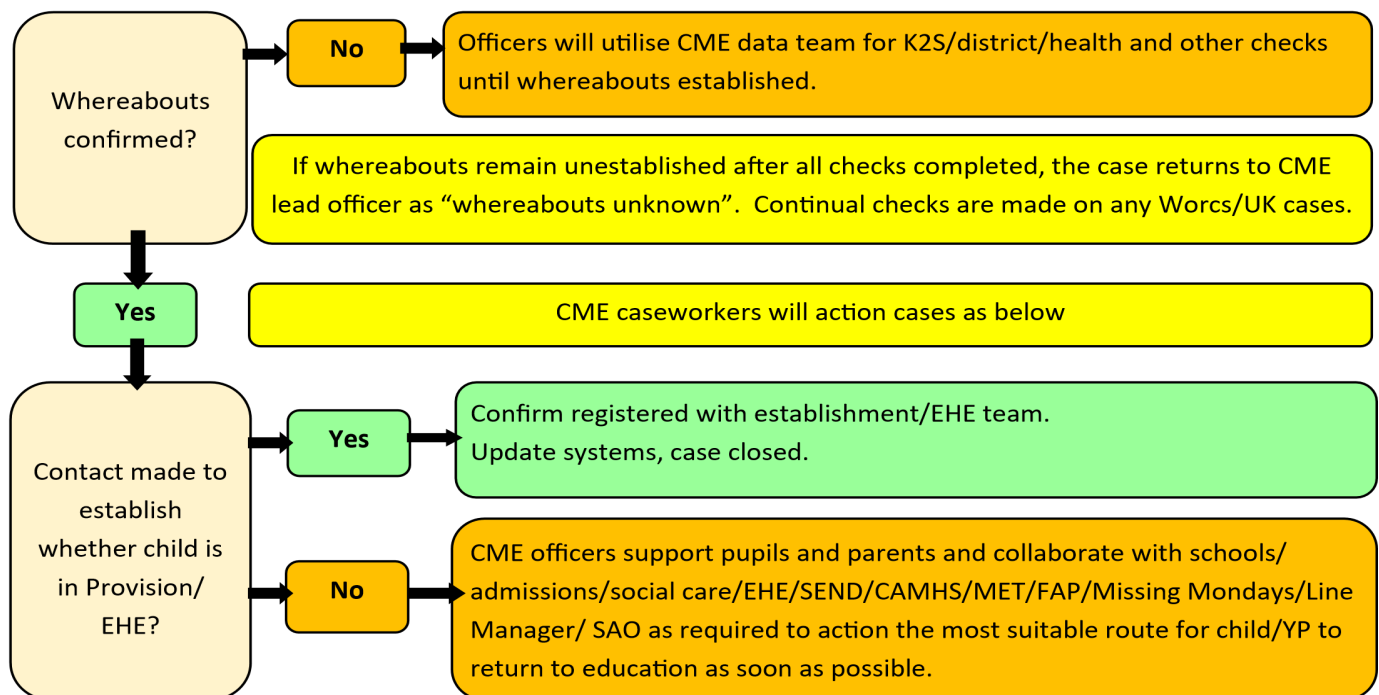 Whereabouts
confirmed?
No
Officers will utilise CME data team for K2S/district/health and other checks
until whereabouts established.
If whereabouts remain unestablished after all checks completed, the case returns to CME
lead officer as “whereabouts unknown”.  Continual checks are made on any Worcs/UK cases.
Yes
CME caseworkers will action cases as below
Contact made to
establish
whether child is
in Provision/
EHE?
Yes
Confirm registered with establishment/EHE team.
Update systems, case closed.
No
CME officers support pupils and parents and collaborate with schools/
admissions/social care/EHE/SEND/CAMHS/MET/FAP/Missing Mondays/Line
Manager/ SAO as required to action the most suitable route for child/YP to
return to education as soon as possible.